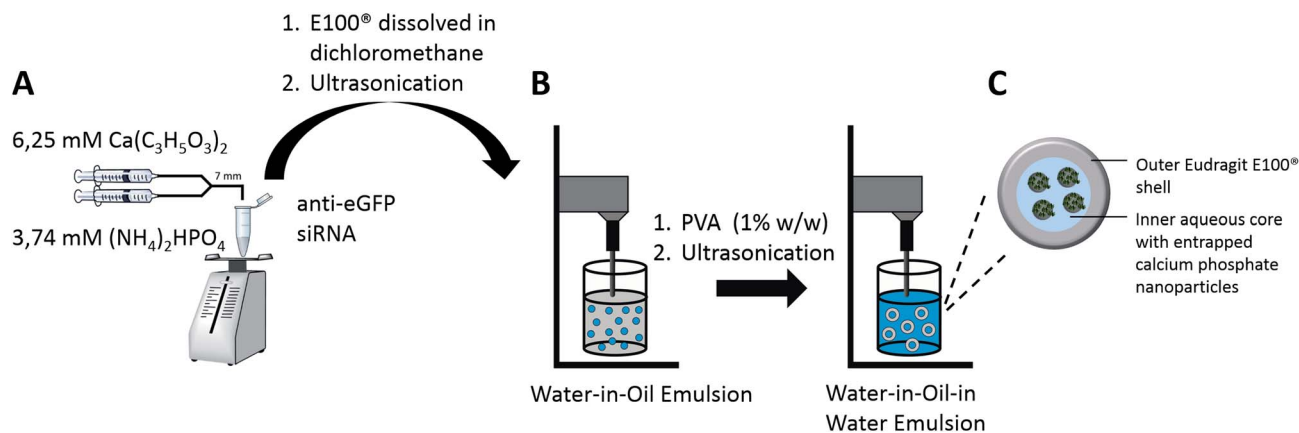 1. E100® dissolved in
dichloromethane
2. Ultrasonication
A
6,25 mM Ca(C₃H₅O₃)₂
7 mm
3,74 mM (NH₄)₂HPO₄
anti-eGFP
siRNA
B
1. PVA (1% w/w)
2. Ultrasonication
Water-in-Oil Emulsion
Water-in-Oil-in
Water Emulsion
C
Outer Eudragit E100®
shell
Inner aqueous core
with entrapped
calcium phosphate
nanoparticles